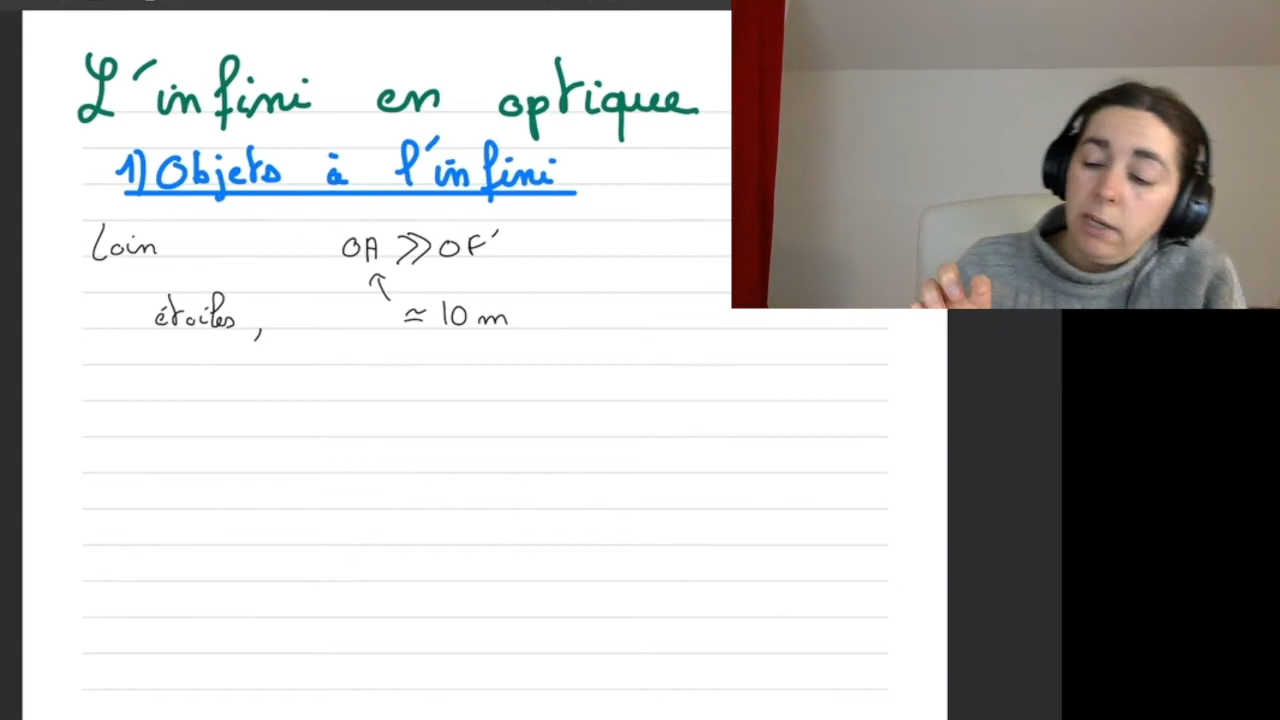 L'infini en optique
1) Objets à l'infini
Loin OA >> OF'
étoiles, ≃ 10 m